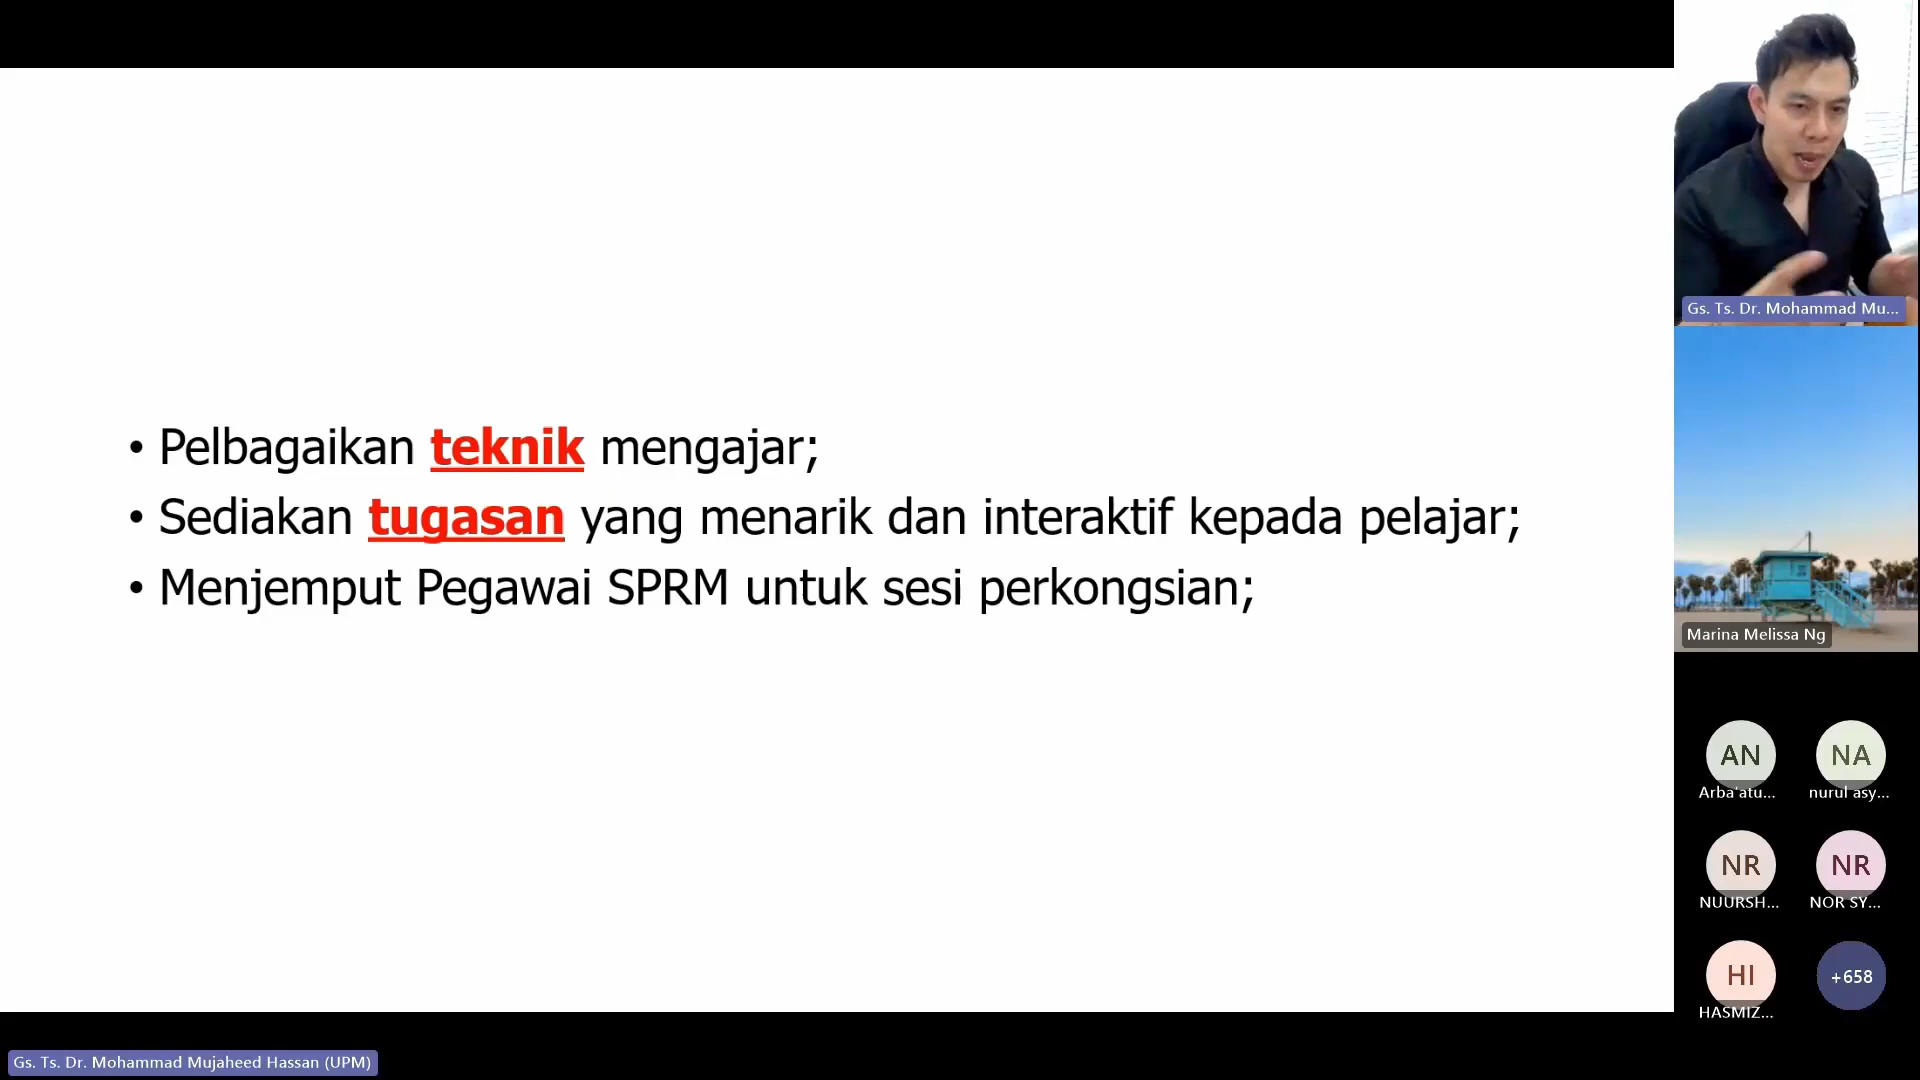 • Pelbagaikan teknik mengajar;
• Sediakan tugasan yang menarik dan interaktif kepada pelajar;
• Menjemput Pegawai SPRM untuk sesi perkongsian;
Gs. Ts. Dr. Mohammad Mu...
Marina Melissa Ng
AN
Arba'atu...
NA
nurul asy...
NR
NUURSH...
NR
NOR SY...
HI
HASMIZ...
+658
Gs. Ts. Dr. Mohammad Mujaheed Hassan (UPM)